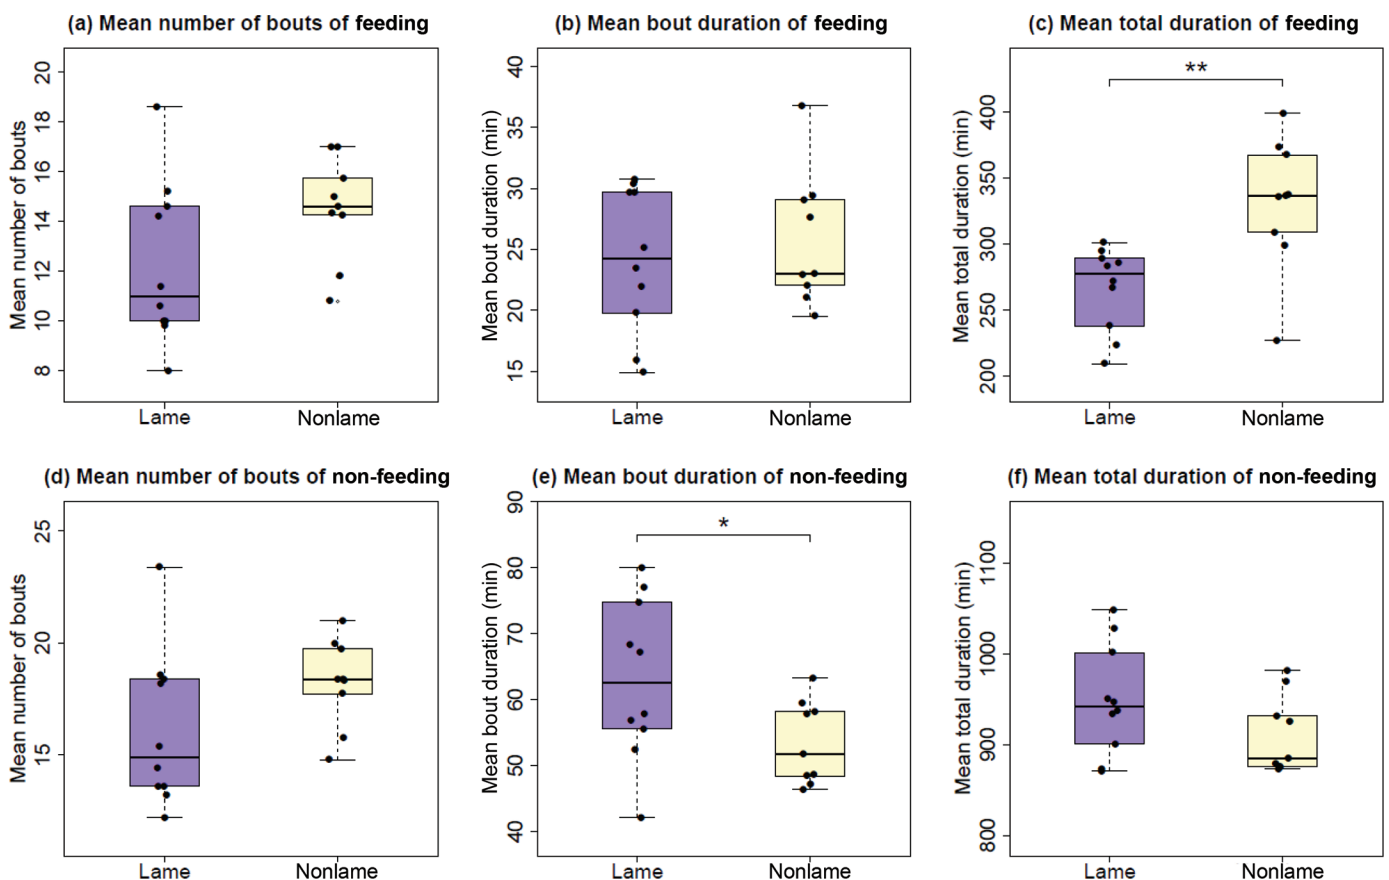 (a) Mean number of bouts of feeding
Mean number of bouts
20
18
16
14
12
10
8
Lame
Nonlame
(b) Mean bout duration of feeding
Mean bout duration (min)
40
35
30
25
20
15
Lame
Nonlame
(c) Mean total duration of feeding
Mean total duration (min)
**
400
350
300
250
200
Lame
Nonlame
(d) Mean number of bouts of non-feeding
Mean number of bouts
25
20
15
Lame
Nonlame
(e) Mean bout duration of non-feeding
Mean bout duration (min)
*
90
80
70
60
50
40
Lame
Nonlame
(f) Mean total duration of non-feeding
Mean total duration (min)
1100
1000
900
800
Lame
Nonlame